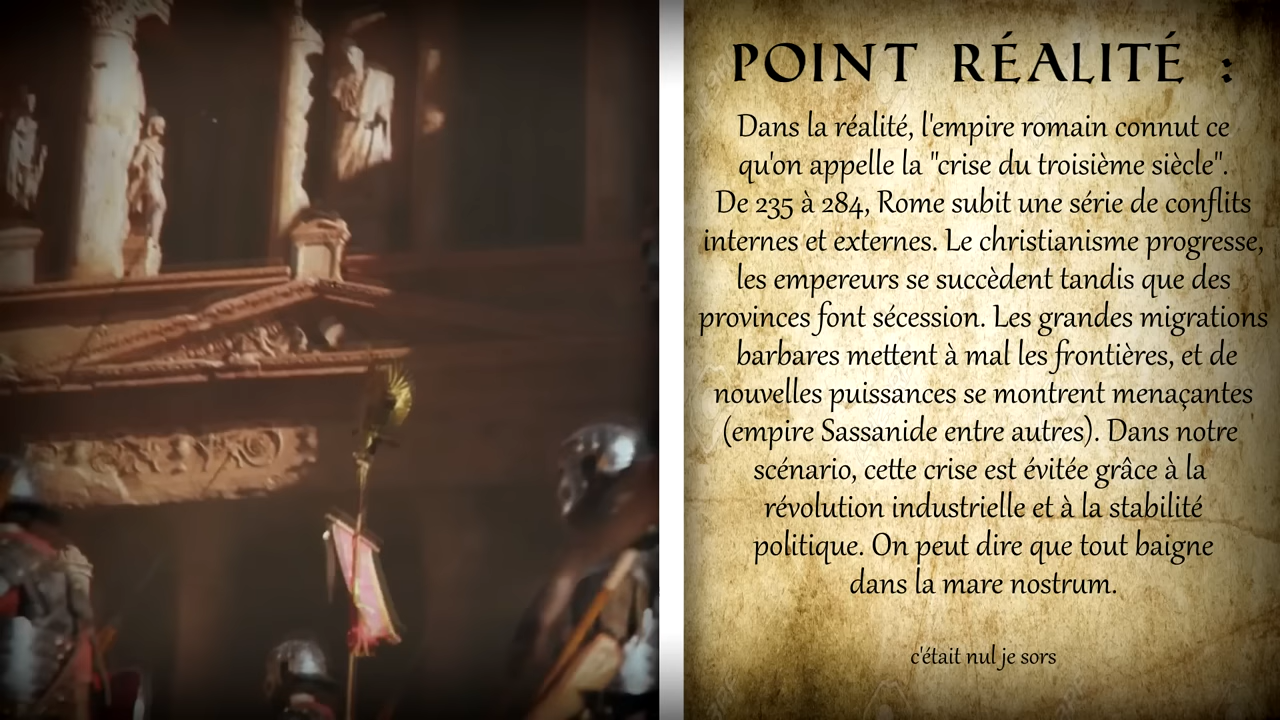 POINT RÉALITÉ :
Dans la réalité, l'empire romain connut ce
qu'on appelle la "crise du troisième siècle".
De 235 à 284, Rome subit une série de conflits
internes et externes. Le christianisme progresse,
les empereurs se succèdent tandis que des
provinces font sécession. Les grandes migrations
barbares mettent à mal les frontières, et de
nouvelles puissances se montrent menaçantes
(empire Sassanide entre autres). Dans notre
scénario, cette crise est évitée grâce à la
révolution industrielle et à la stabilité
politique. On peut dire que tout baigne
dans la mare nostrum.
c'était nul je sors